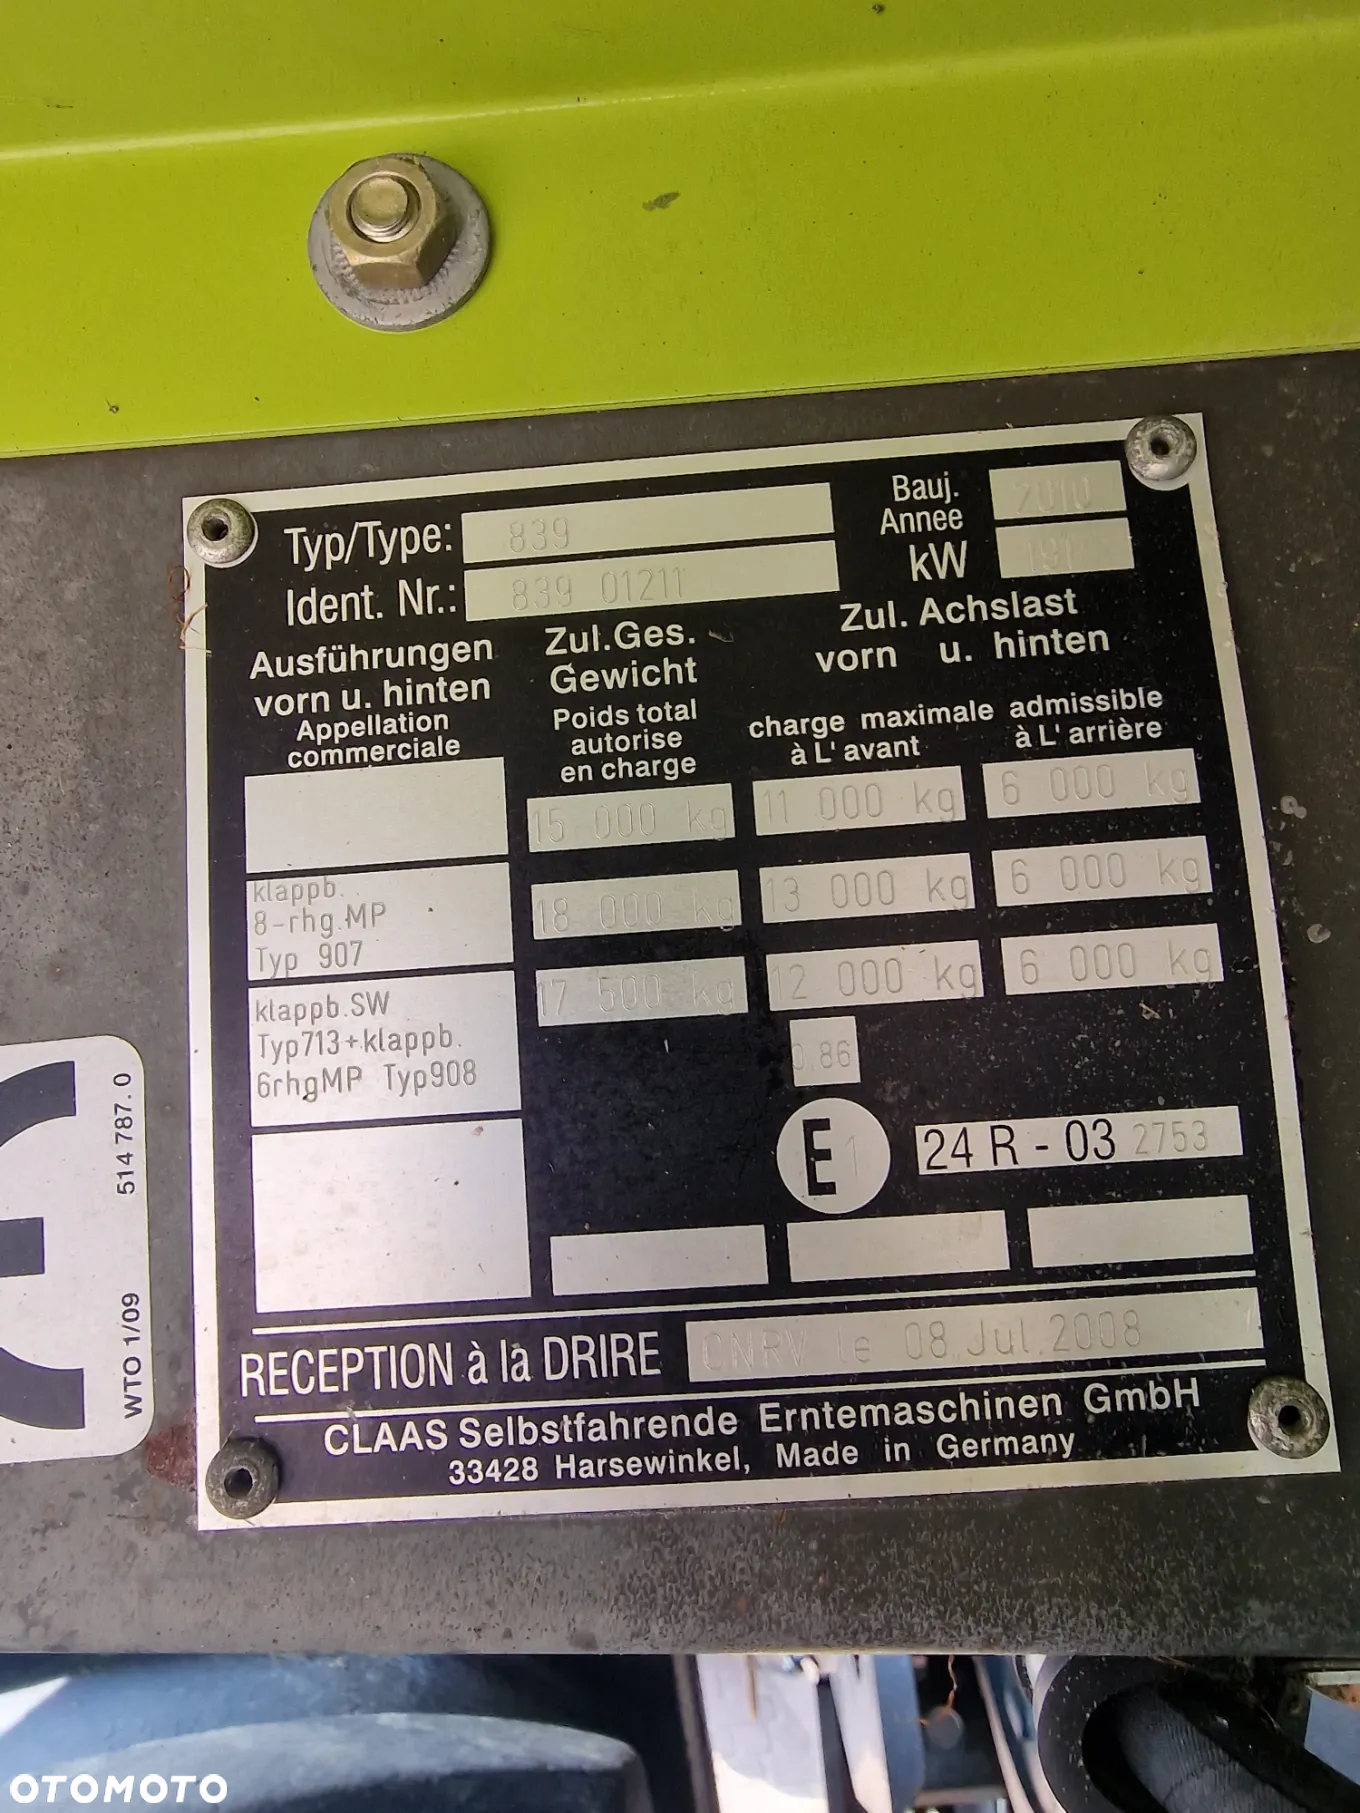 Typ/Type: 839
Bauj.
Annee 2010
Ident. Nr.: 839 01211
kW 191
Ausführungen
vorn u. hinten
Appellation
commerciale
Zul.Ges.
Gewicht
Poids total
autorise
en charge
Zul. Achslast
vorn u. hinten
charge maximale admissible
à L' avant à L' arrière
15 000 kg 11 000 kg 6 000 kg
klappb.
8-rhg.MP
Typ 907
18 000 kg 13 000 kg 6 000 kg
klappb.SW
Typ713+klappb.
6rhgMP Typ908
17 500 kg 12 000 kg 6 000 kg
0.86
E 1 24 R - 03 2753
RECEPTION à la DRIRE CNRV le 08.Jul.2008
CLAAS Selbstfahrende Erntemaschinen GmbH
33428 Harsewinkel, Made in Germany
WTO 1/09 514 787. 0
OTOMOTO